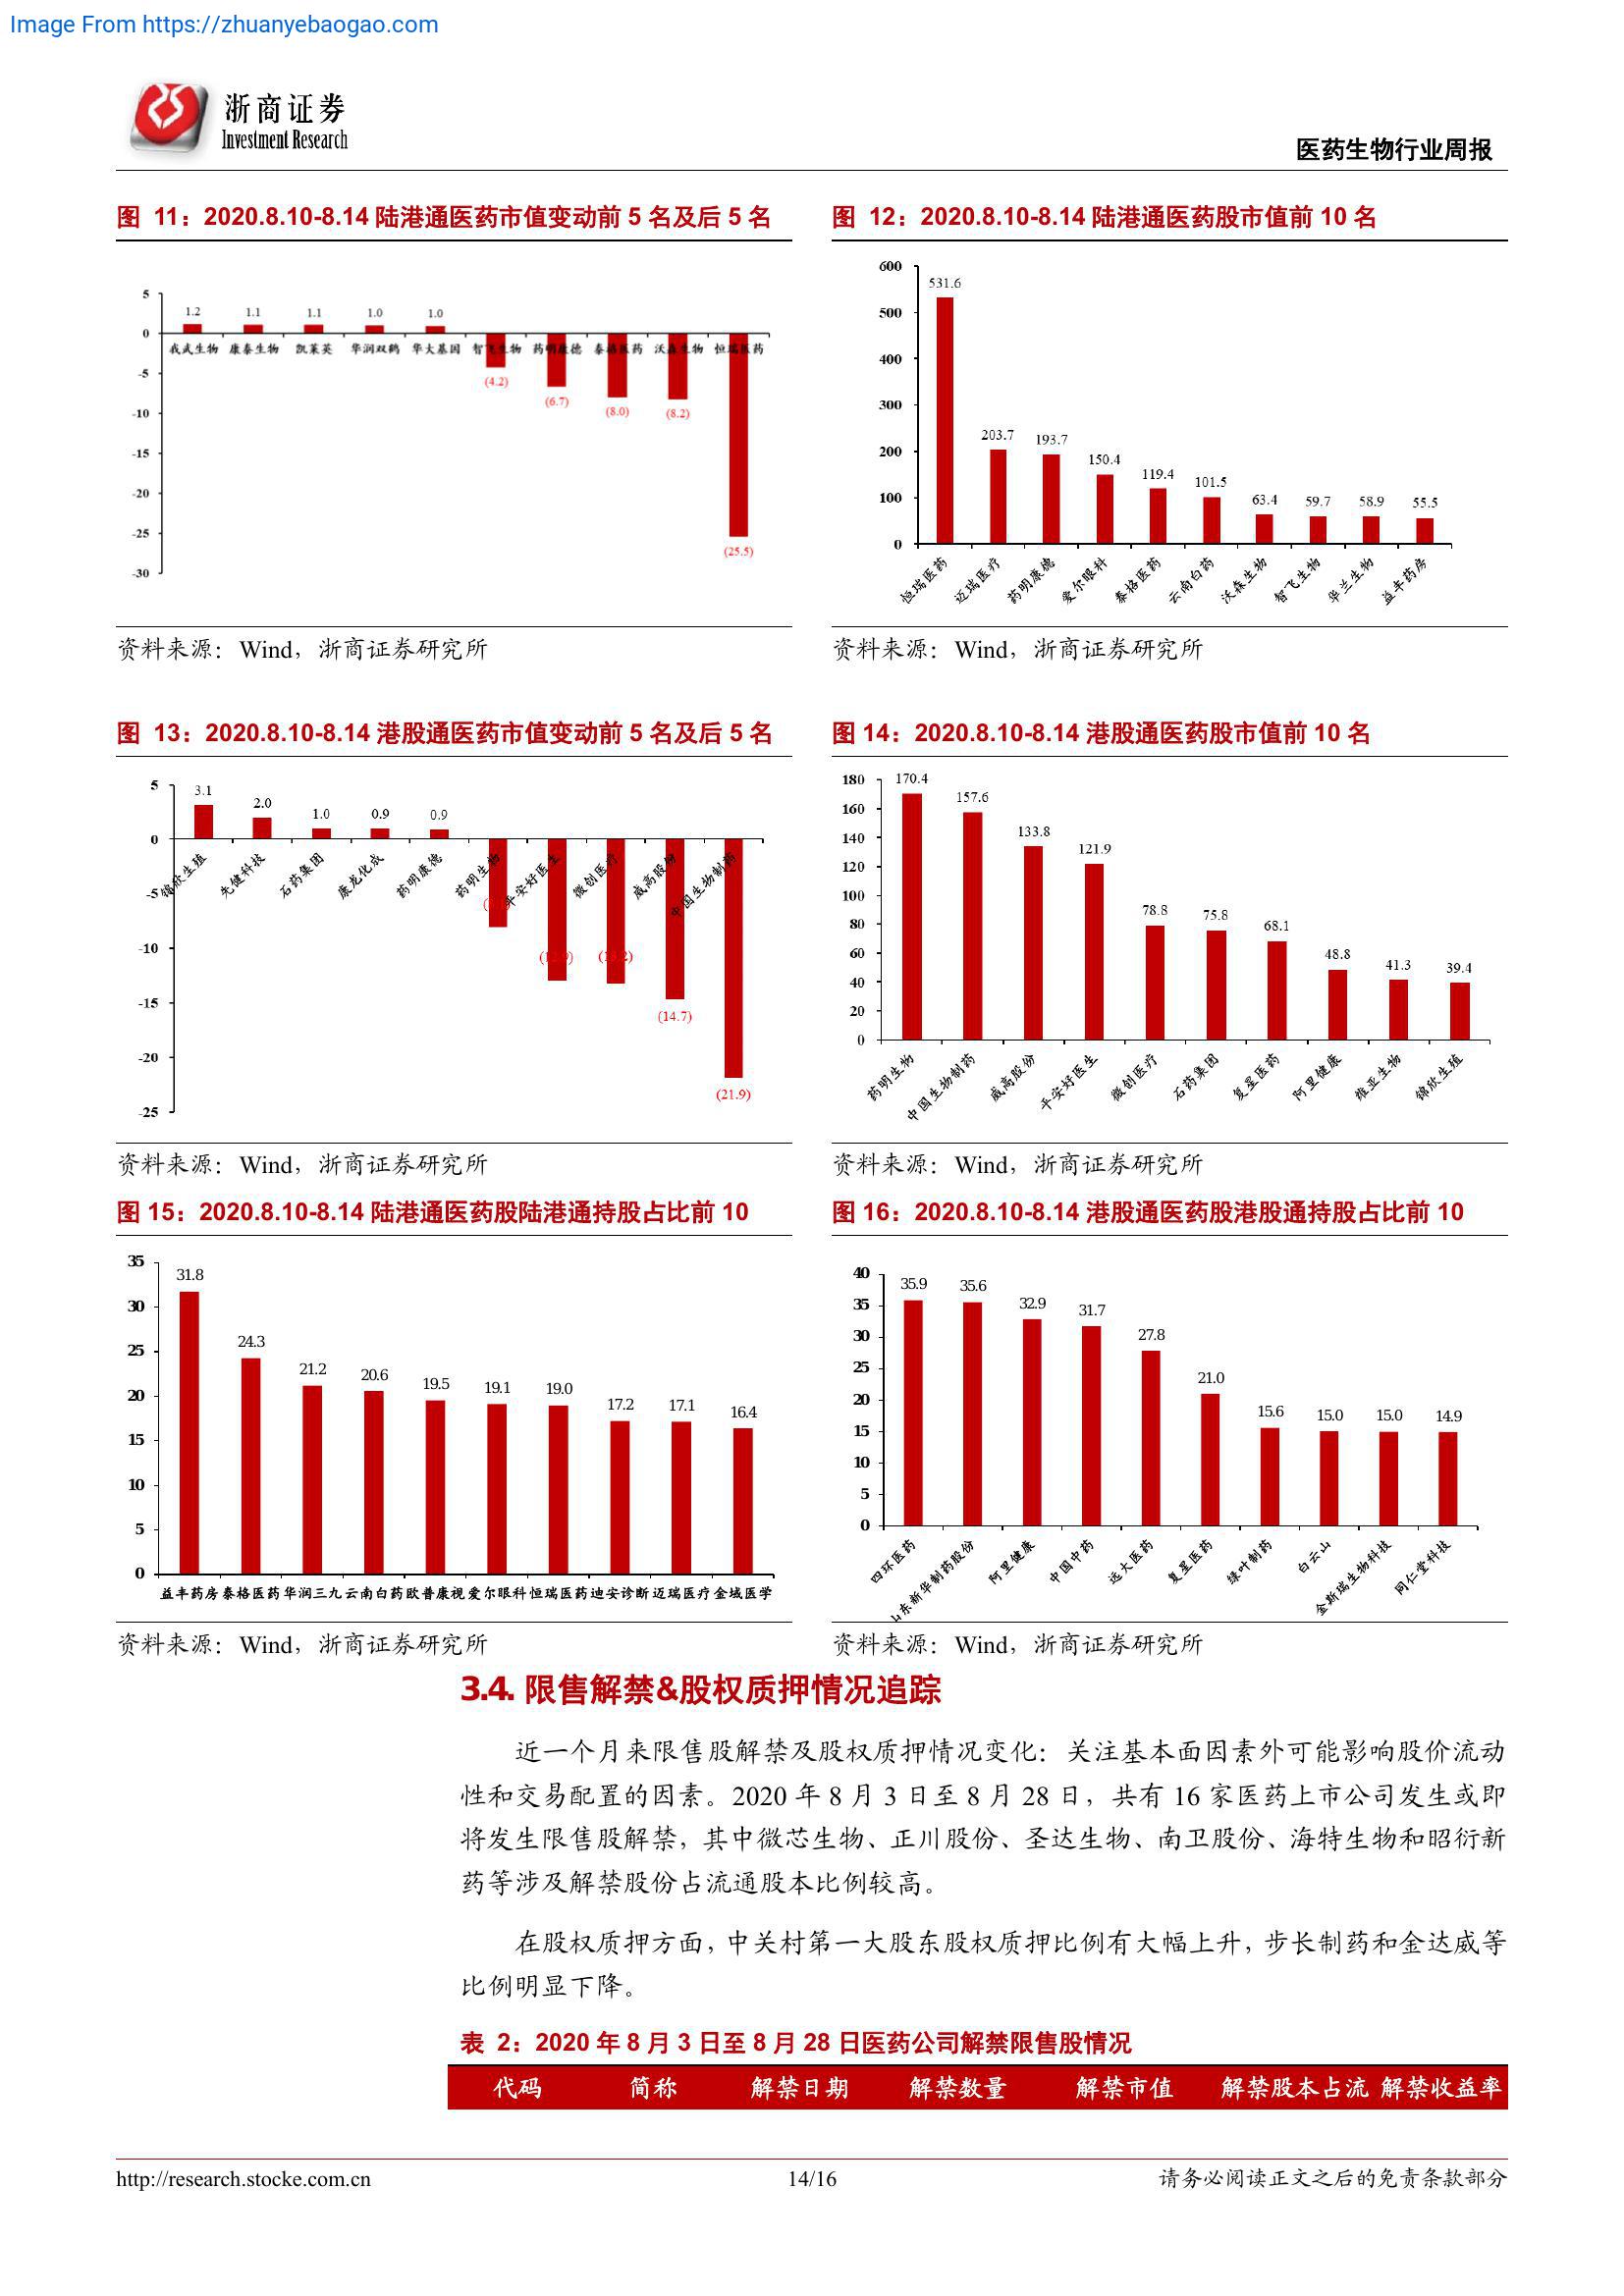 Image From https://zhuanyebaogao.com
浙商证券
Investment Research
医药生物行业周报
图 11：2020.8.10-8.14 陆港通医药市值变动前 5 名及后 5 名
5
0
-5
-10
-15
-20
-25
-30
1.2 1.1 1.1 1.0 1.0
我武生物 康泰生物 凯莱英 华润双鹤 华大基因 智飞生物 药明康德 泰格医药 沃森生物 恒瑞医药
(4.2) (6.7) (8.0) (8.2) (25.5)
资料来源：Wind，浙商证券研究所
图 12：2020.8.10-8.14 陆港通医药股市值前 10 名
600
500
400
300
200
100
0
531.6 203.7 193.7 150.4 119.4 101.5 63.4 59.7 58.9 55.5
恒瑞医药 迈瑞医疗 药明康德 爱尔眼科 泰格医药 云南白药 沃森生物 智飞生物 华兰生物 益丰药房
资料来源：Wind，浙商证券研究所
图 13：2020.8.10-8.14 港股通医药市值变动前 5 名及后 5 名
5
0
-5
-10
-15
-20
-25
3.1 2.0 1.0 0.9 0.9
锦欣生殖 先健科技 石药集团 康龙化成 药明康德 药明生物 平安好医生 微创医疗 威高股份 中国生物制药
(14.7) (21.9)
资料来源：Wind，浙商证券研究所
图 14：2020.8.10-8.14 港股通医药股市值前 10 名
180
160
140
120
100
80
60
40
20
0
170.4 157.6 133.8 121.9 78.8 75.8 68.1 48.8 41.3 39.4
药明生物 中国生物制药 威高股份 平安好医生 微创医疗 石药集团 复星医药 阿里健康 维亚生物 锦欣生殖
资料来源：Wind，浙商证券研究所
图 15：2020.8.10-8.14 陆港通医药股陆港通持股占比前 10
35
30
25
20
15
10
5
0
31.8 24.3 21.2 20.6 19.5 19.1 19.0 17.2 17.1 16.4
益丰药房 泰格医药 华润三九 云南白药 欧普康视 爱尔眼科 恒瑞医药 迪安诊断 迈瑞医疗 金域医学
资料来源：Wind，浙商证券研究所
图 16：2020.8.10-8.14 港股通医药股港股通持股占比前 10
40
35
30
25
20
15
10
5
0
35.9 35.6 32.9 31.7 27.8 21.0 15.6 15.0 15.0 14.9
四环医药 山东新华制药股份 阿里健康 中国中药 远大医药 复星医药 绿叶制药 白云山 金斯瑞生物科技 同仁堂科技
资料来源：Wind，浙商证券研究所
3.4. 限售解禁&股权质押情况追踪
近一个月来限售股解禁及股权质押情况变化：关注基本面因素外可能影响股价流动
性和交易配置的因素。2020 年 8 月 3 日至 8 月 28 日，共有 16 家医药上市公司发生或即
将发生限售股解禁，其中微芯生物、正川股份、圣达生物、南卫股份、海特生物和昭衍新
药等涉及解禁股份占流通股本比例较高。
在股权质押方面，中关村第一大股东股权质押比例有大幅上升，步长制药和金达威等
比例明显下降。
表 2：2020 年 8 月 3 日至 8 月 28 日医药公司解禁限售股情况
代码 简称 解禁日期 解禁数量 解禁市值 解禁股本占流 解禁收益率
http://research.stocke.com.cn 14/16 请务必阅读正文之后的免责条款部分